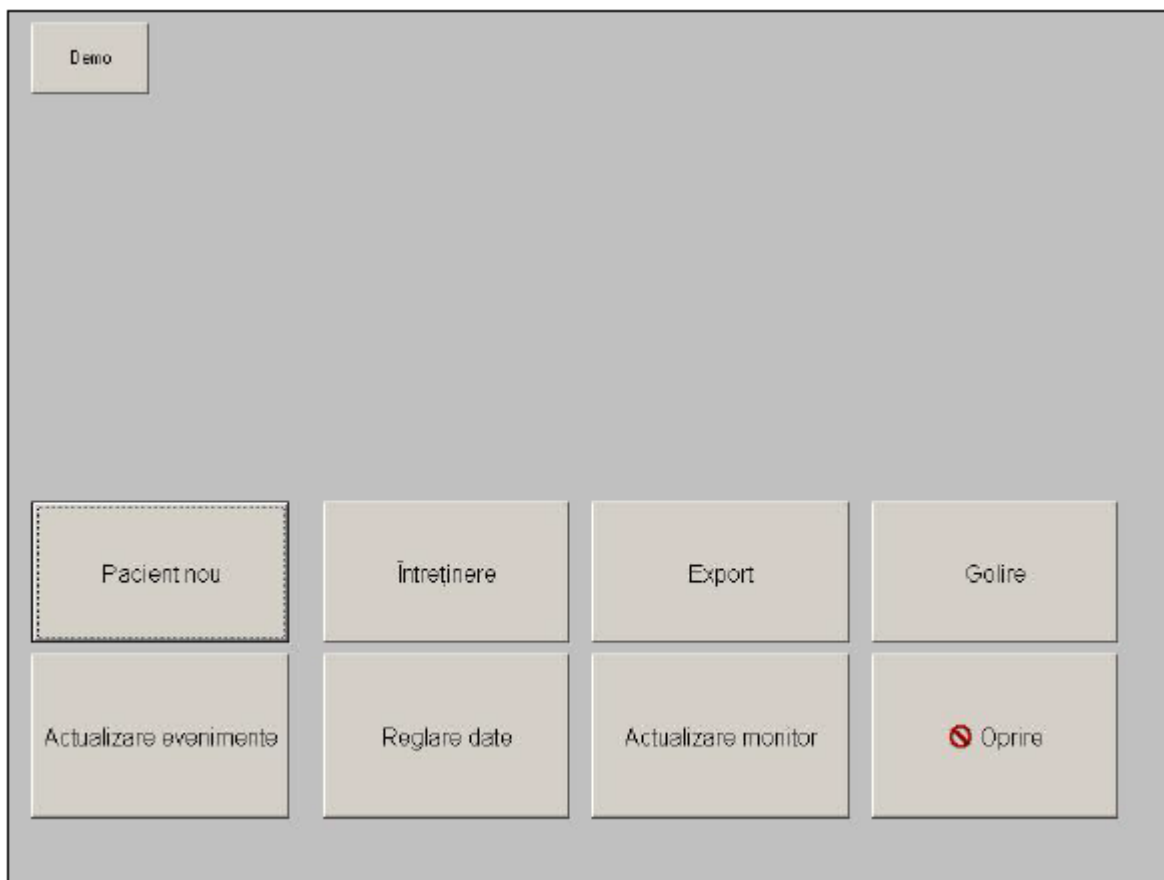 Demo
Pacient nou
Întreținere
Export
Golire
Actualizare evenimente
Reglare date
Actualizare monitor
Oprire